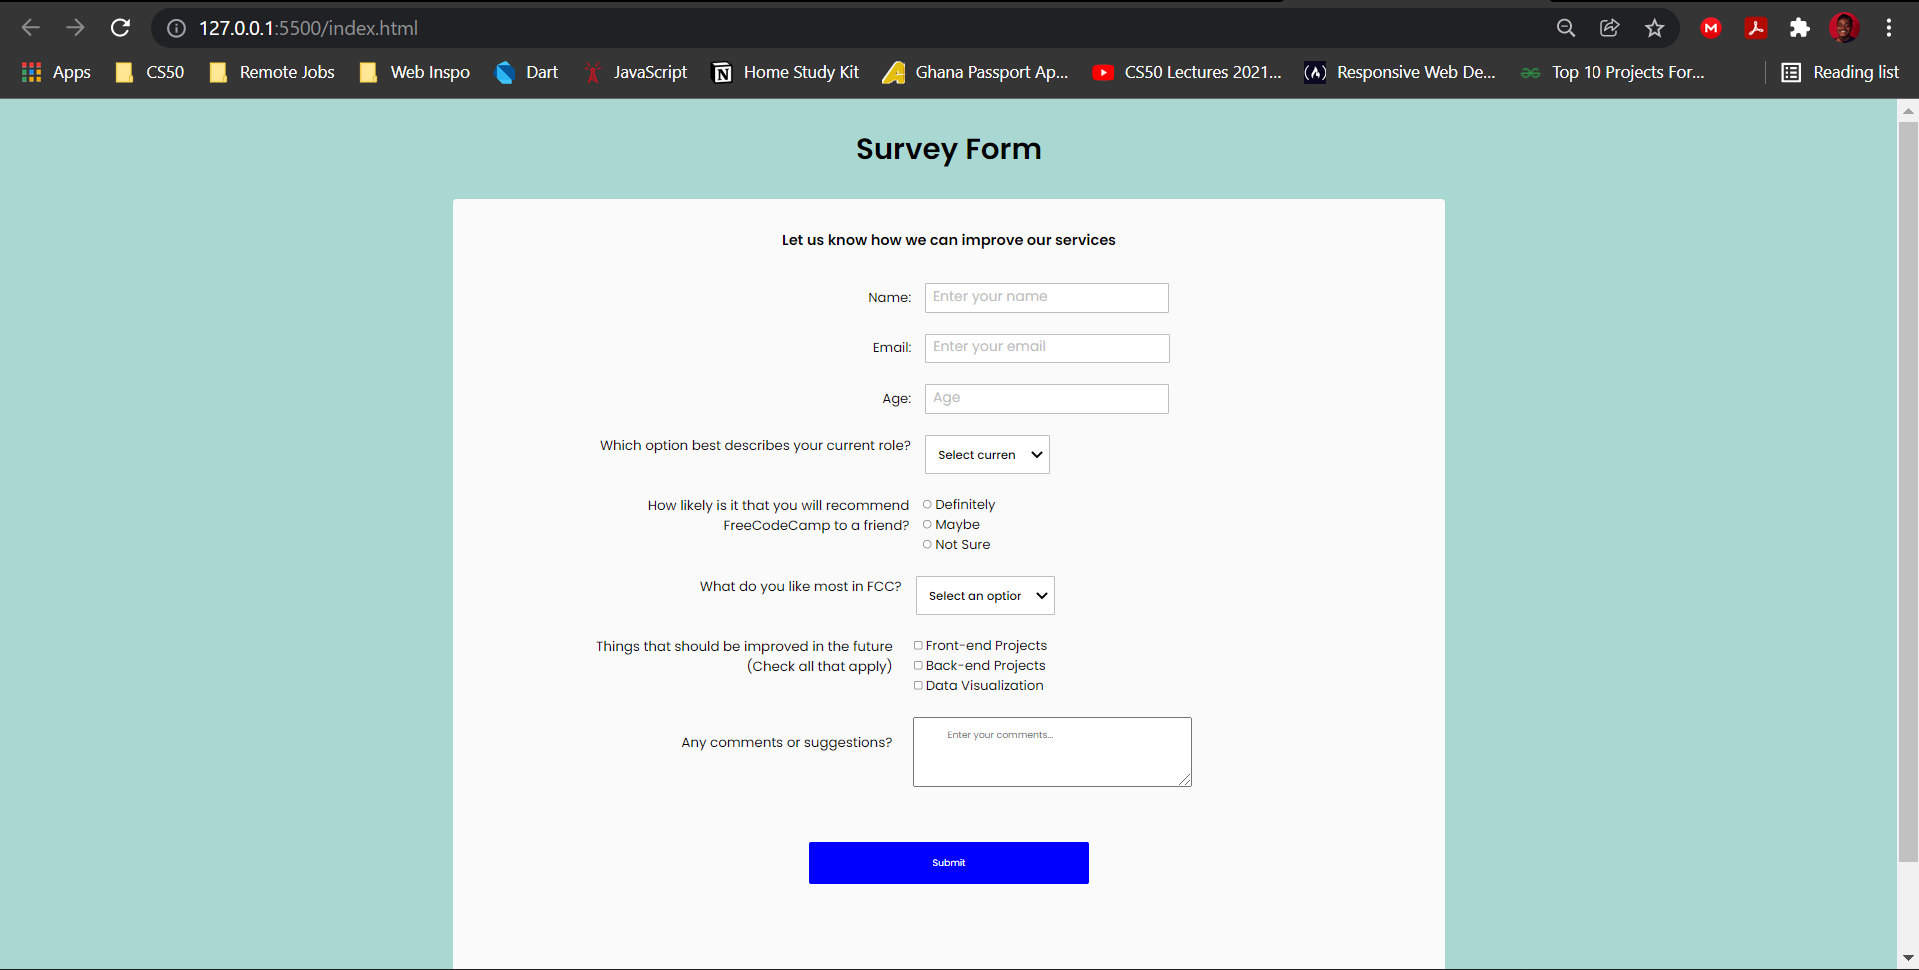 127.0.0.1:5500/index.html
Apps CS50 Remote Jobs Web Inspo Dart JavaScript Home Study Kit Ghana Passport Ap... CS50 Lectures 2021... Responsive Web De... Top 10 Projects For... Reading list
Survey Form
Let us know how we can improve our services
Name: Enter your name
Email: Enter your email
Age: Age
Which option best describes your current role? Select curren
How likely is it that you will recommend
FreeCodeCamp to a friend?
Definitely
Maybe
Not Sure
What do you like most in FCC? Select an option
Things that should be improved in the future
(Check all that apply)
Front-end Projects
Back-end Projects
Data Visualization
Any comments or suggestions? Enter your comments...
Submit